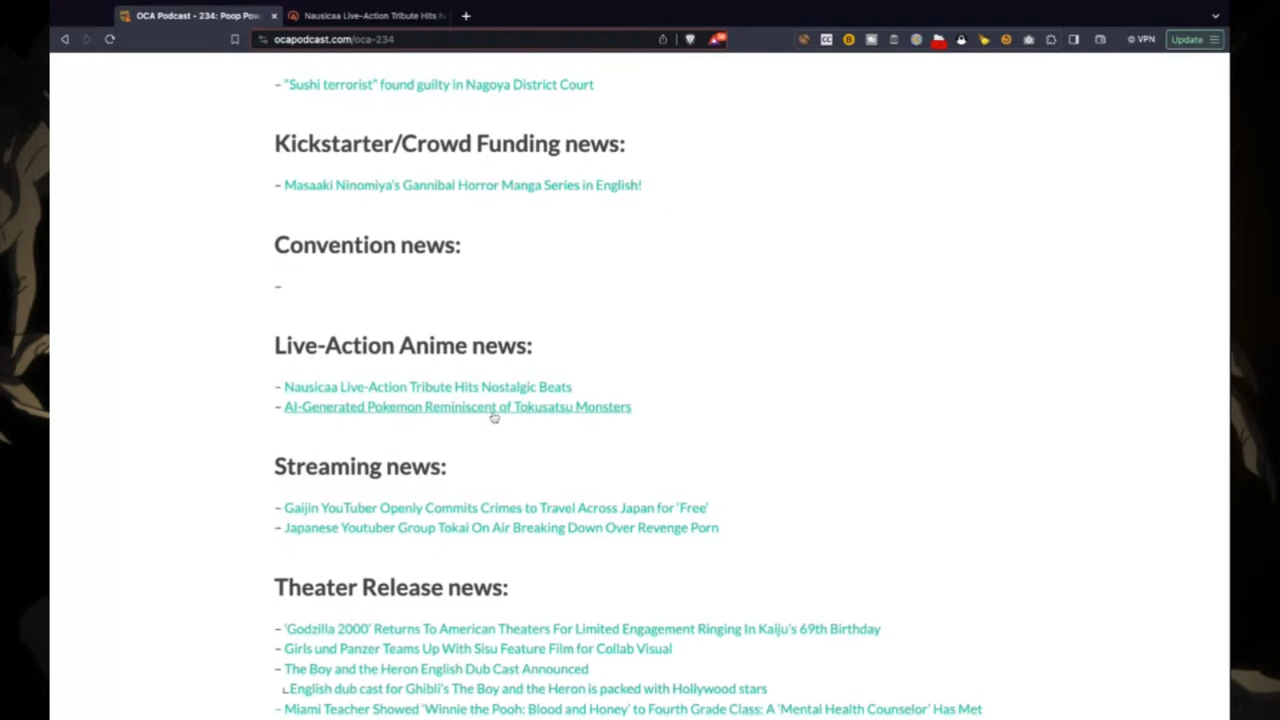 OCA Podcast - 234: Poop Pow
Nausicaa Live-Action Tribute Hits N
ocapodcast.com/oca-234
VPN
Update
– "Sushi terrorist" found guilty in Nagoya District Court
Kickstarter/Crowd Funding news:
– Masaaki Ninomiya's Gannibal Horror Manga Series in English!
Convention news:
–
Live-Action Anime news:
– Nausicaa Live-Action Tribute Hits Nostalgic Beats
– AI-Generated Pokemon Reminiscent of Tokusatsu Monsters
Streaming news:
– Gaijin YouTuber Openly Commits Crimes to Travel Across Japan for 'Free'
– Japanese Youtuber Group Tokai On Air Breaking Down Over Revenge Porn
Theater Release news:
– 'Godzilla 2000' Returns To American Theaters For Limited Engagement Ringing In Kaiju's 69th Birthday
– Girls und Panzer Teams Up With Sisu Feature Film for Collab Visual
– The Boy and the Heron English Dub Cast Announced
⌞English dub cast for Ghibli's The Boy and the Heron is packed with Hollywood stars
– Miami Teacher Showed 'Winnie the Pooh: Blood and Honey' to Fourth Grade Class: A 'Mental Health Counselor' Has Met